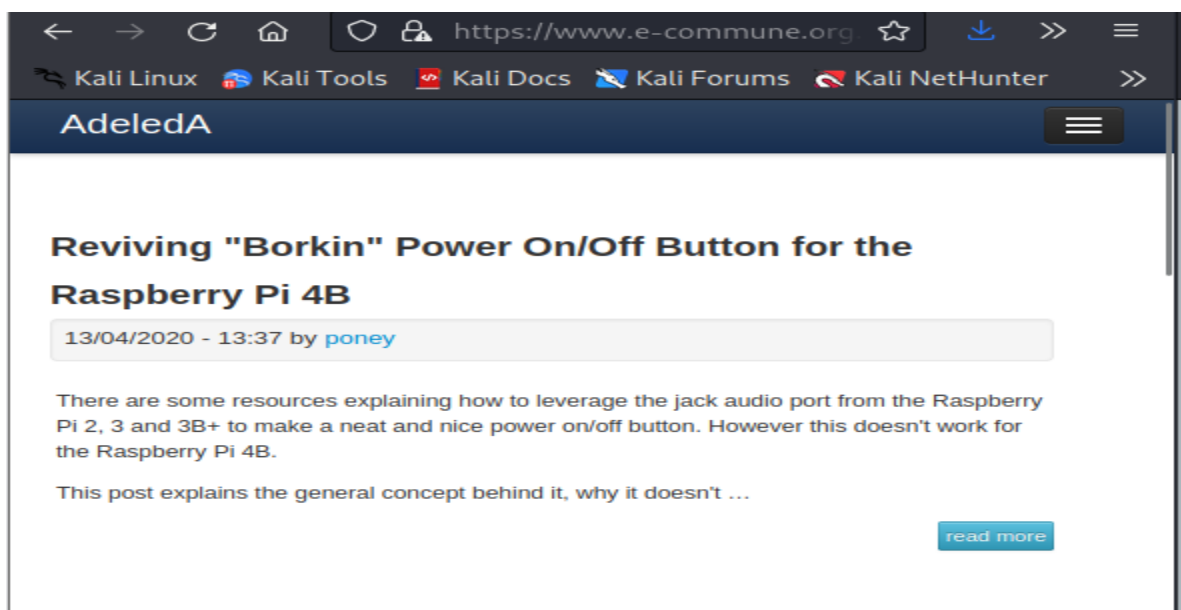 https://www.e-commune.org
Kali Linux Kali Tools Kali Docs Kali Forums Kali NetHunter
AdeledA
Reviving "Borkin" Power On/Off Button for the
Raspberry Pi 4B
13/04/2020 - 13:37 by poney
There are some resources explaining how to leverage the jack audio port from the Raspberry
Pi 2, 3 and 3B+ to make a neat and nice power on/off button. However this doesn't work for
the Raspberry Pi 4B.
This post explains the general concept behind it, why it doesn't …
read more